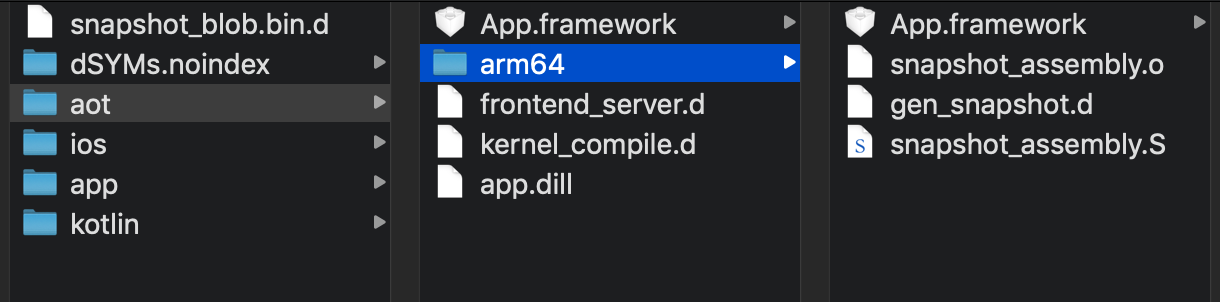 snapshot_blob.bin.d
dSYMs.noindex
aot
ios
app
kotlin
App.framework
arm64
frontend_server.d
kernel_compile.d
app.dill
App.framework
snapshot_assembly.o
gen_snapshot.d
S
snapshot_assembly.S